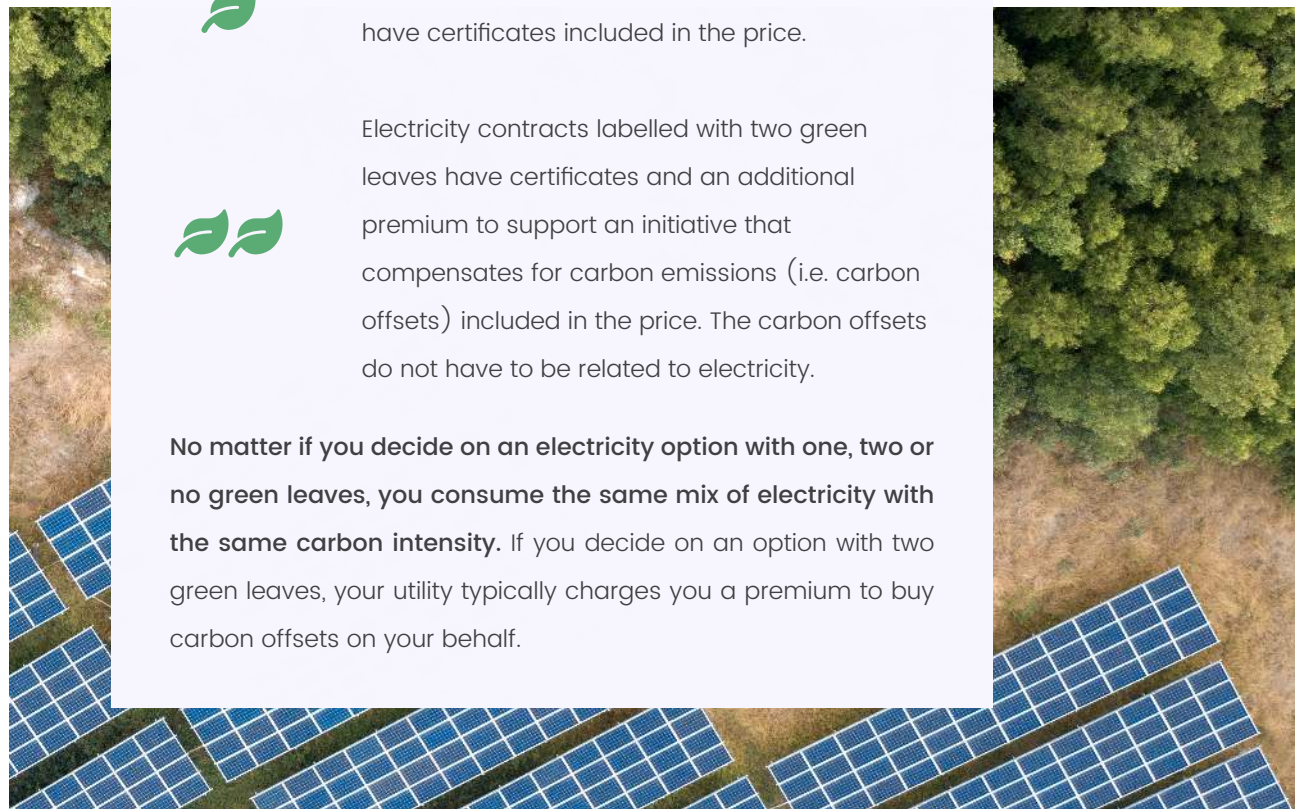 have certificates included in the price.
Electricity contracts labelled with two green
leaves have certificates and an additional
premium to support an initiative that
compensates for carbon emissions (i.e. carbon
offsets) included in the price. The carbon offsets
do not have to be related to electricity.
No matter if you decide on an electricity option with one, two or
no green leaves, you consume the same mix of electricity with
the same carbon intensity. If you decide on an option with two
green leaves, your utility typically charges you a premium to buy
carbon offsets on your behalf.